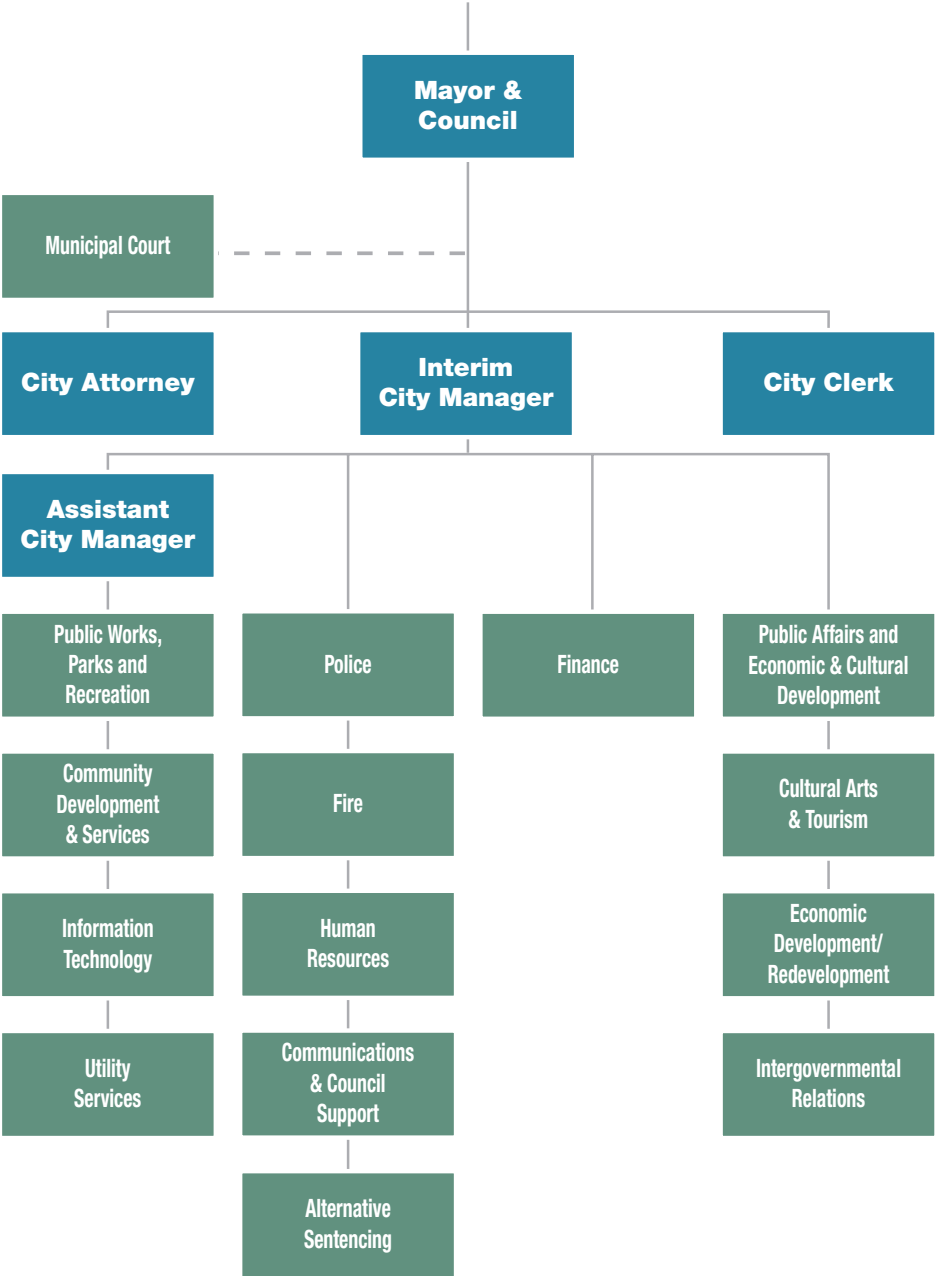 Mayor &
Council
Municipal Court
City Attorney
Interim
City Manager
City Clerk
Assistant
City Manager
Public Works,
Parks and
Recreation
Police
Finance
Public Affairs and
Economic & Cultural
Development
Community
Development
& Services
Fire
Cultural Arts
& Tourism
Information
Technology
Human
Resources
Economic
Development/
Redevelopment
Utility
Services
Communications
& Council
Support
Intergovernmental
Relations
Alternative
Sentencing